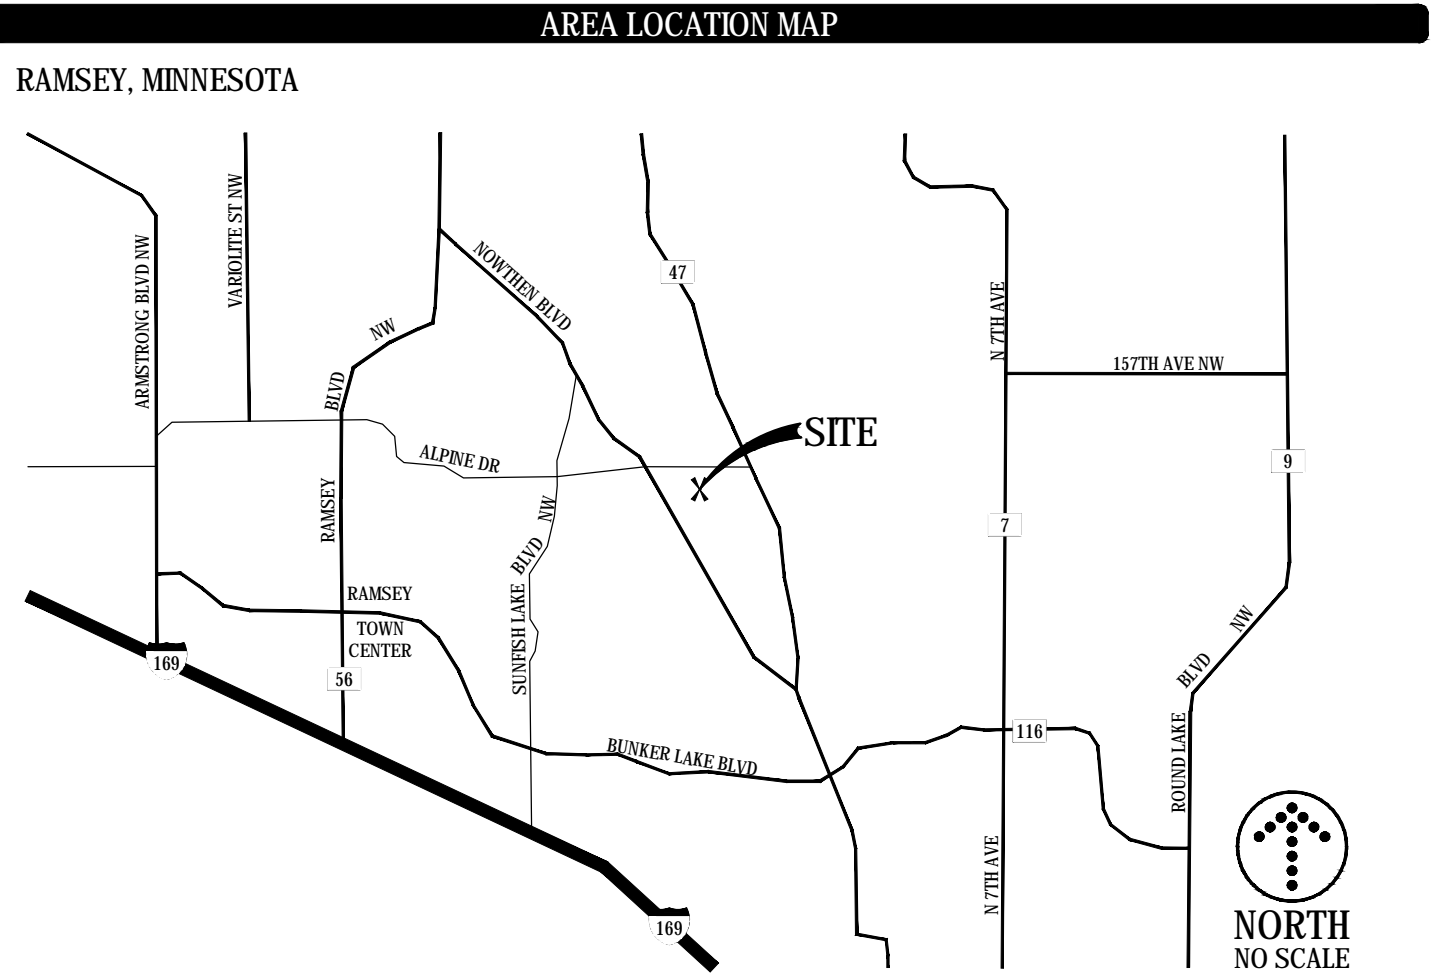 AREA LOCATION MAP
RAMSEY, MINNESOTA
VARIOLITE ST NW
ARMSTRONG BLVD NW
NOWTHEN BLVD
47
N 7TH AVE
NW
157TH AVE NW
BLVD
SITE
ALPINE DR
9
RAMSEY
NW
7
BLVD
RAMSEY
TOWN
CENTER
SUNFISH LAKE
NW
169
56
BLVD
116
BUNKER LAKE BLVD
ROUND LAKE
N 7TH AVE
169
NORTH
NO SCALE